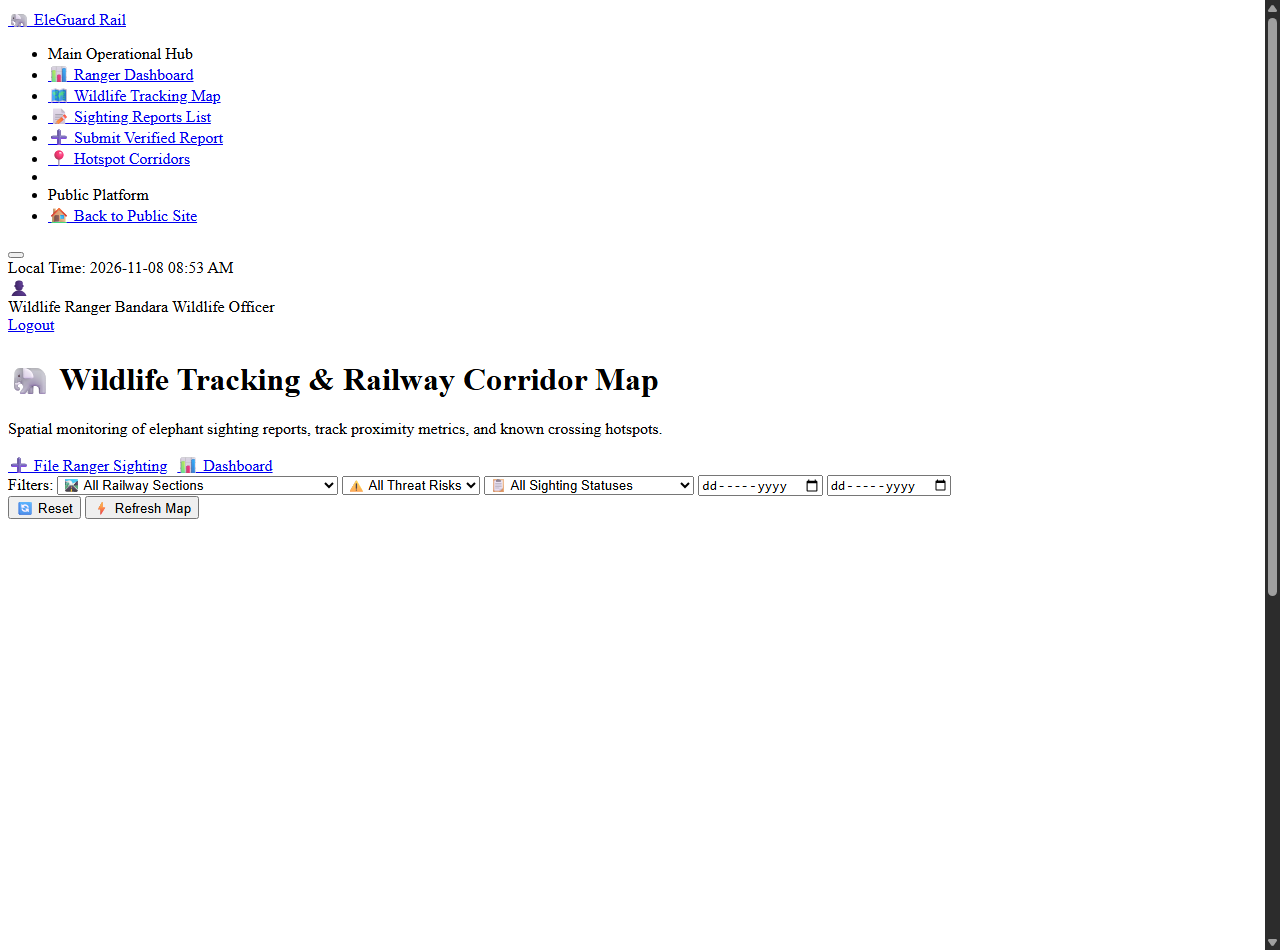 🐘 EleGuard Rail
Main Operational Hub
📊 Ranger Dashboard
🗺️ Wildlife Tracking Map
📝 Sighting Reports List
➕ Submit Verified Report
📍 Hotspot Corridors
Public Platform
🏠 Back to Public Site
Local Time: 2026-11-08 08:53 AM
👤
Wildlife Ranger Bandara Wildlife Officer
Logout
🐘 Wildlife Tracking & Railway Corridor Map
Spatial monitoring of elephant sighting reports, track proximity metrics, and known crossing hotspots.
➕ File Ranger Sighting 📊 Dashboard
Filters: 🛤️ All Railway Sections ⚠️ All Threat Risks 📋 All Sighting Statuses dd-----yyyy dd-----yyyy
🔄 Reset ⚡ Refresh Map